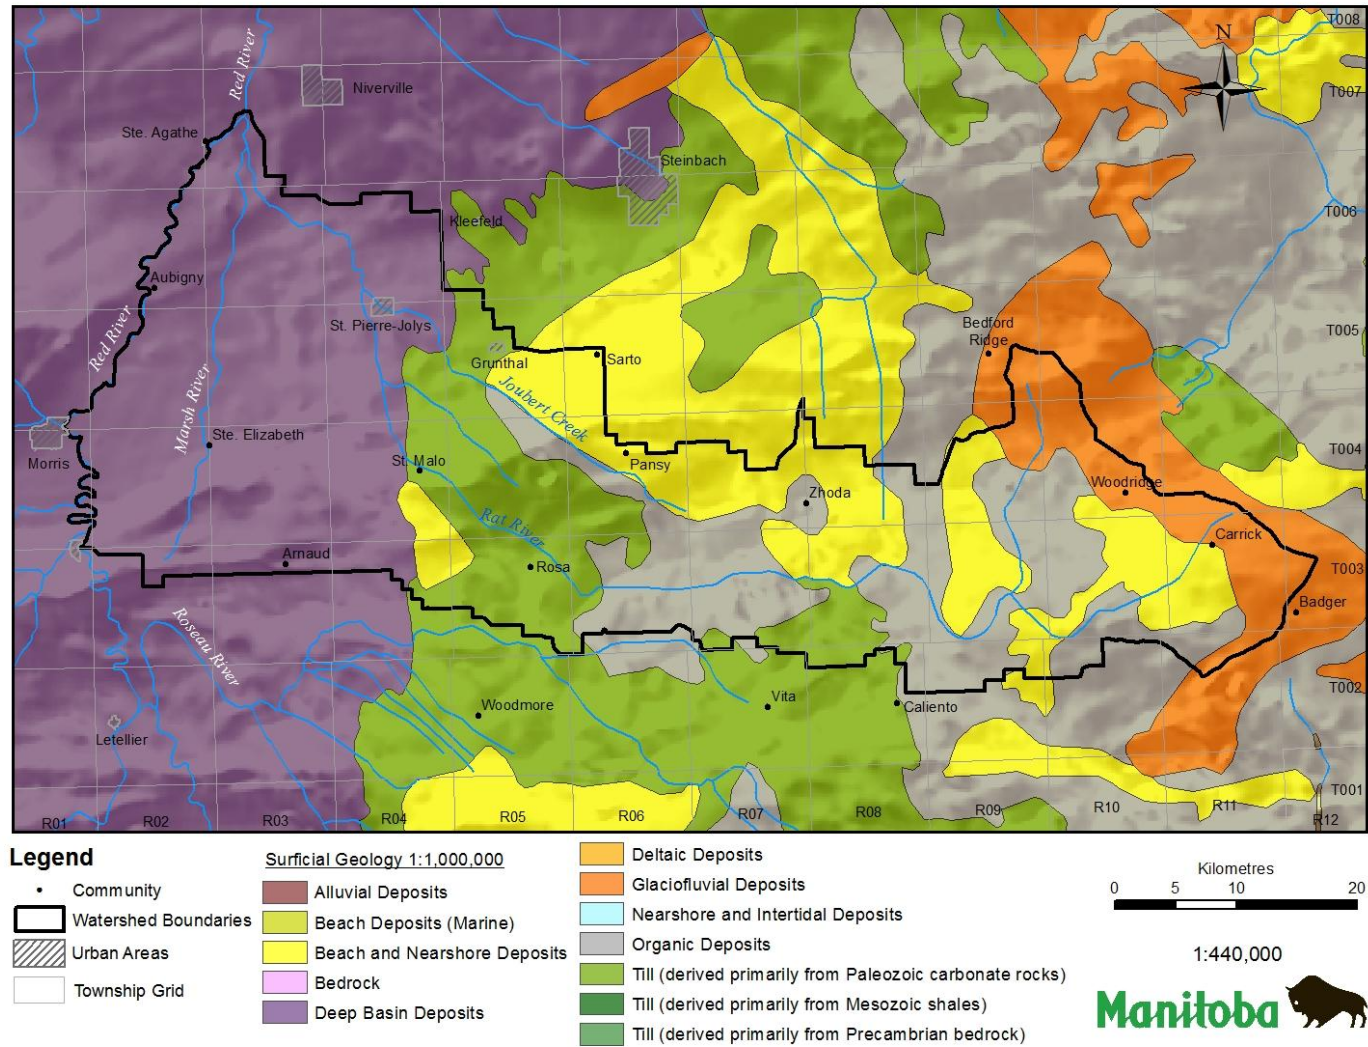 T008
N
Red River
Niverville
T007
Ste. Agathe
Steinbach
T006
Kleefeld
Aubigny
St. Pierre-Jolys
Red River
Bedford
Ridge
T005
Grunthal
Sarto
Joubert Creek
Marsh River
Ste. Elizabeth
Morris
St. Malo
Pansy
T004
Woodridge
Zhoda
Rat River
Carrick
Arnaud
Rosa
T003
Badger
Roseau River
T002
Woodmore
Vita
Caliento
Letellier
T001
R01
R02
R03
R04
R05
R06
R07
R08
R09
R10
R11
R12
Legend
Community
Watershed Boundaries
Urban Areas
Township Grid
Surficial Geology 1:1,000,000
Alluvial Deposits
Beach Deposits (Marine)
Beach and Nearshore Deposits
Bedrock
Deep Basin Deposits
Deltaic Deposits
Glaciofluvial Deposits
Nearshore and Intertidal Deposits
Organic Deposits
Till (derived primarily from Paleozoic carbonate rocks)
Till (derived primarily from Mesozoic shales)
Till (derived primarily from Precambrian bedrock)
Kilometres
0 5 10 20
1:440,000
Manitoba